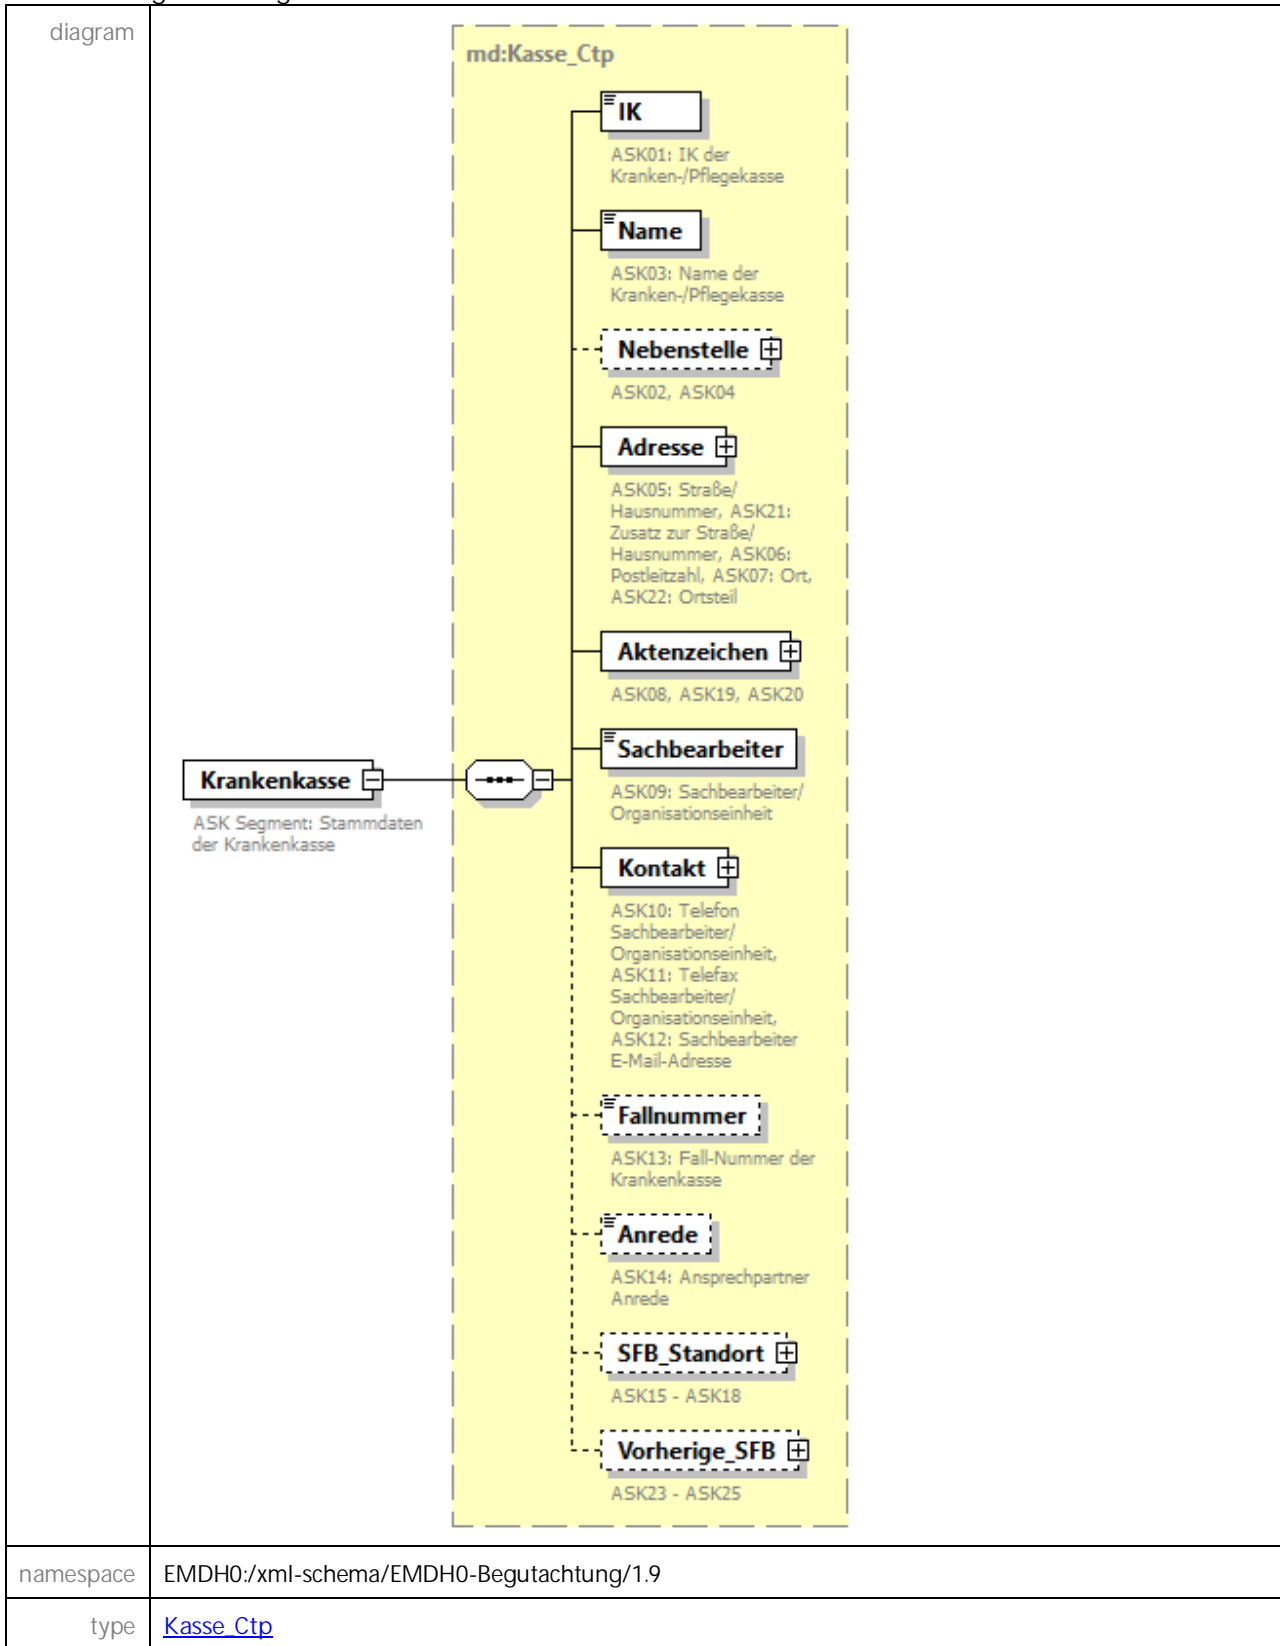 diagram
md:Kasse_Ctp
IK
ASK01: IK der
Kranken-/Pflegekasse
Name
ASK03: Name der
Kranken-/Pflegekasse
Nebenstelle
ASK02, ASK04
Adresse
ASK05: Straße/
Hausnummer, ASK21:
Zusatz zur Straße/
Hausnummer, ASK06:
Postleitzahl, ASK07: Ort,
ASK22: Ortsteil
Aktenzeichen
ASK08, ASK19, ASK20
Sachbearbeiter
ASK09: Sachbearbeiter/
Organisationseinheit
Krankenkasse
ASK Segment: Stammdaten
der Krankenkasse
Kontakt
ASK10: Telefon
Sachbearbeiter/
Organisationseinheit,
ASK11: Telefax
Sachbearbeiter/
Organisationseinheit,
ASK12: Sachbearbeiter
E-Mail-Adresse
Fallnummer
ASK13: Fall-Nummer der
Krankenkasse
Anrede
ASK14: Ansprechpartner
Anrede
SFB_Standort
ASK15 - ASK18
Vorherige_SFB
ASK23 - ASK25
namespace EMDH0:/xml-schema/EMDH0-Begutachtung/1.9
type Kasse_Ctp